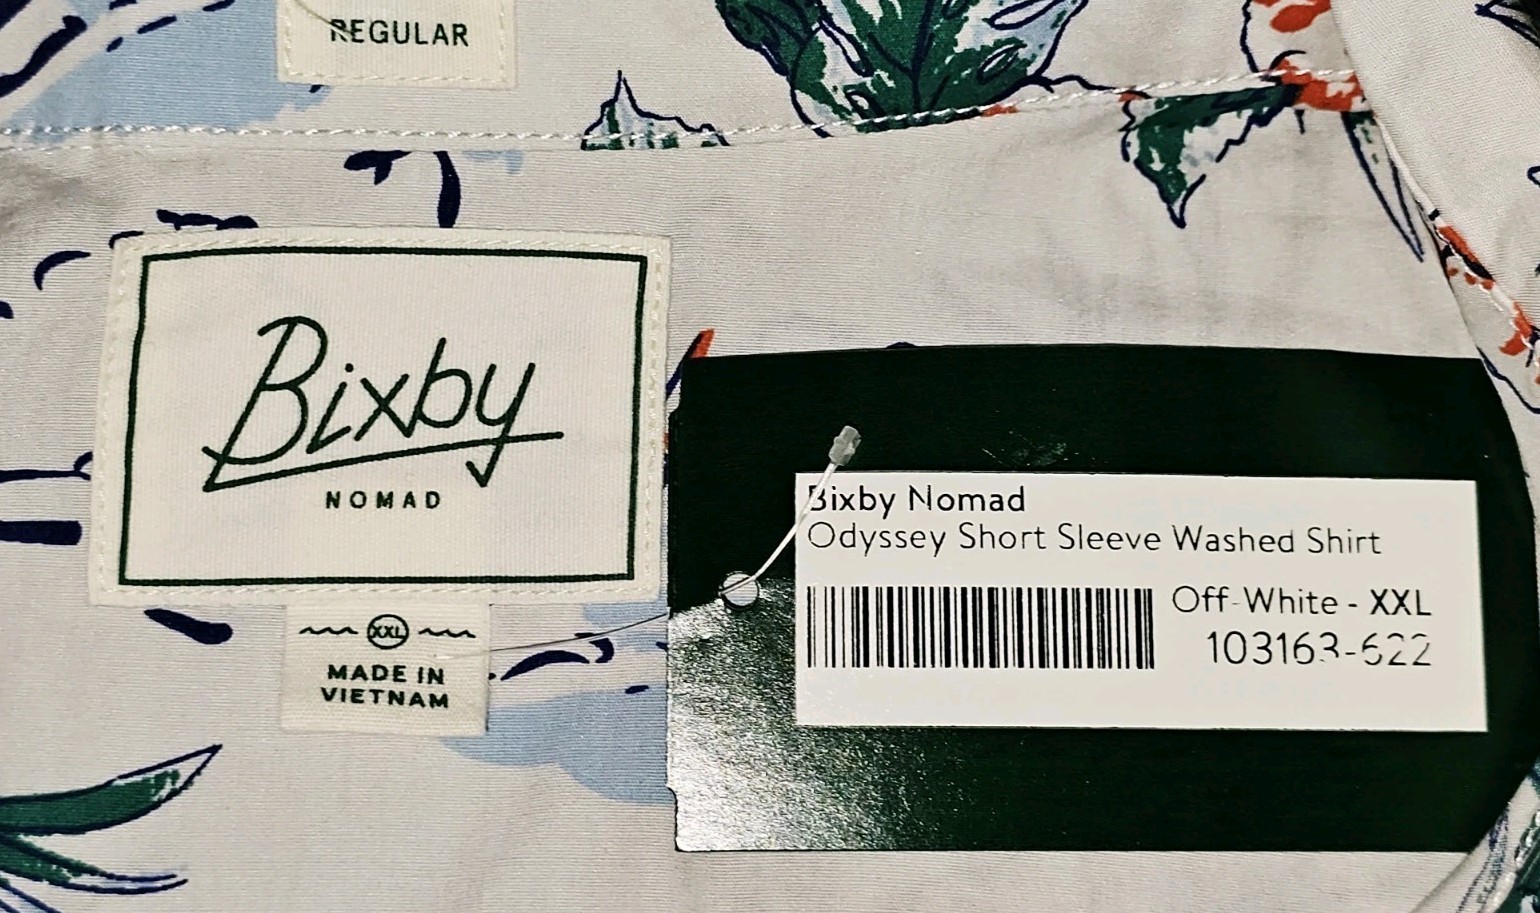 REGULAR
Bixby
NOMAD
XXL
MADE IN
VIETNAM
Bixby Nomad
Odyssey Short Sleeve Washed Shirt
Off-White - XXL
103163-622